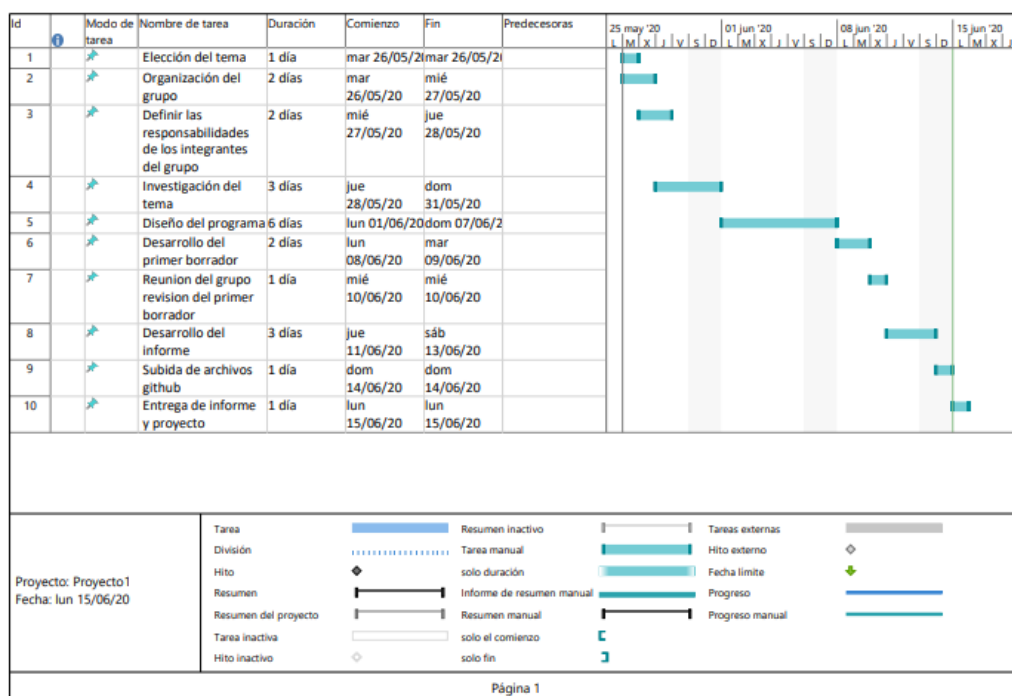 Id Modo de Nombre de tarea Duración Comienzo Fin Predecesoras 25 may '20 01 jun '20 08 jun '20 15 jun '20
tarea L M X J V S D L M X J V S D L M X J V S D L M X J
1 Elección del tema 1 día mar 26/05/20 mar 26/05/20
2 Organización del 2 días mar mié
grupo 26/05/20 27/05/20
3 Definir las 2 días mié jue
responsabilidades 27/05/20 28/05/20
de los integrantes
del grupo
4 Investigación del 3 días jue dom
tema 28/05/20 31/05/20
5 Diseño del programa 6 días lun 01/06/20 dom 07/06/2
6 Desarrollo del 2 días lun mar
primer borrador 08/06/20 09/06/20
7 Reunion del grupo 1 día mié mié
revision del primer 10/06/20 10/06/20
borrador
8 Desarrollo del 3 días jue sáb
informe 11/06/20 13/06/20
9 Subida de archivos 1 día dom dom
github 14/06/20 14/06/20
10 Entrega de informe 1 día lun lun
y proyecto 15/06/20 15/06/20
Proyecto: Proyecto1
Fecha: lun 15/06/20
Tarea Resumen inactivo Tareas externas
División Tarea manual Hito externo
Hito solo duración Fecha límite
Resumen Informe de resumen manual Progreso
Resumen del proyecto Resumen manual Progreso manual
Tarea inactiva solo el comienzo
Hito inactivo solo fin
Página 1